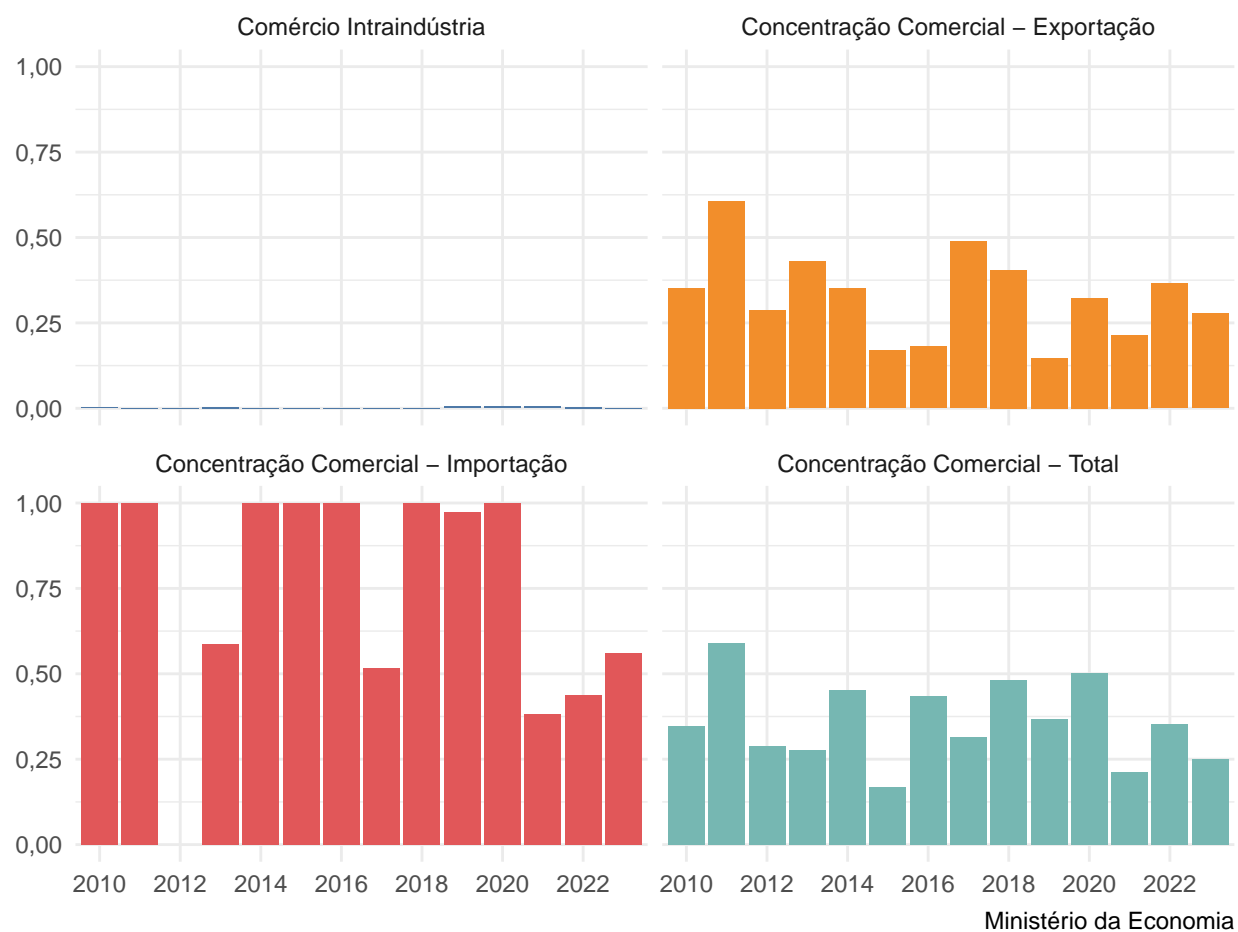 Comércio Intraindústria
Concentração Comercial – Exportação
1,00
0,75
0,50
0,25
0,00
Concentração Comercial – Importação
Concentração Comercial – Total
1,00
0,75
0,50
0,25
0,00
2010 2012 2014 2016 2018 2020 2022
2010 2012 2014 2016 2018 2020 2022
Ministério da Economia